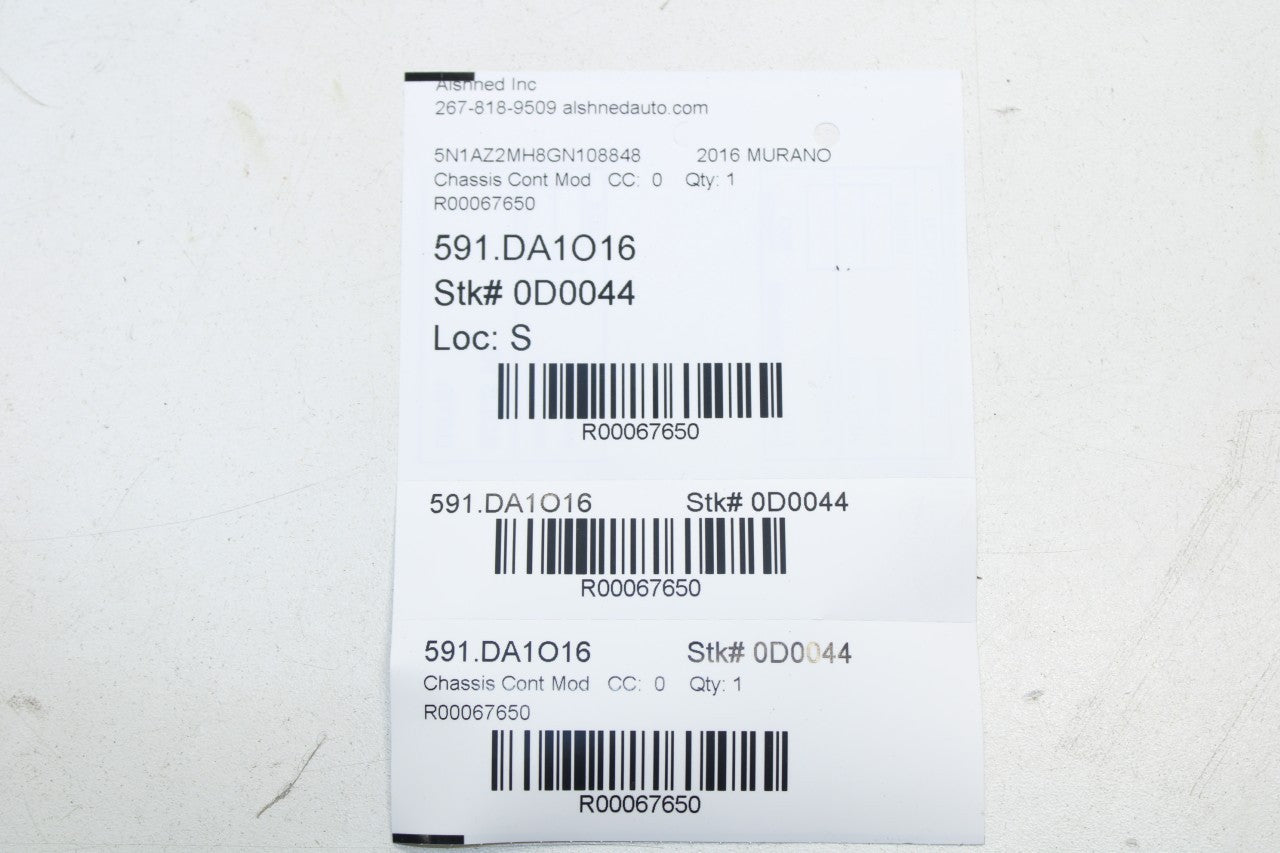 Alshned Inc
267-818-9509 alshnedauto.com
5N1AZ2MH8GN108848 2016 MURANO
Chassis Cont Mod CC: 0 Qty: 1
R00067650
591.DA1O16
Stk# 0D0044
Loc: S
R00067650
591.DA1O16 Stk# 0D0044
R00067650
591.DA1O16 Stk# 0D0044
Chassis Cont Mod CC: 0 Qty: 1
R00067650
R00067650